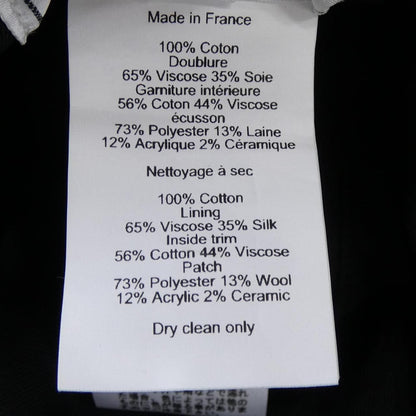 Made in France
100% Coton
Doublure
65% Viscose 35% Soie
Garniture intérieure
56% Coton 44% Viscose
écusson
73% Polyester 13% Laine
12% Acrylique 2% Céramique
Nettoyage à sec
100% Cotton
Lining
65% Viscose 35% Silk
Inside trim
56% Cotton 44% Viscose
Patch
73% Polyester 13% Wool
12% Acrylic 2% Ceramic
Dry clean only